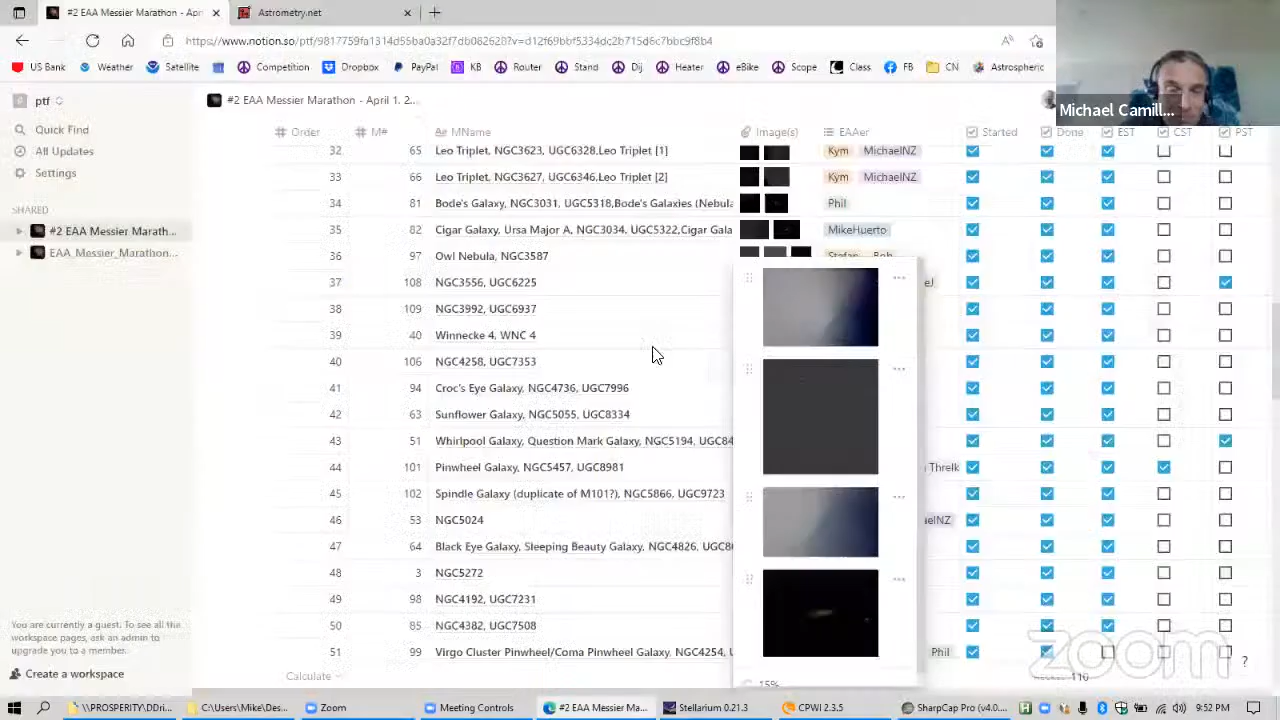 #2 EAA Messier Marathon - Apr
Astrometry.net
https://www.notion.so/ptf/
US Bank Weather Satellite Competition Dropbox PayPal KB Router Stand Dij Heater eBike Scope Class FB CN Astrospheric
ptf
#2 EAA Messier Marathon - April 1, 2...
Michael Camill...
Quick Find
All Updates
Settings
SHARED
#2 EAA Messier Marath...
EAA_Messier_Marathon...
Order M# MName Image(s) EAAer Started Done EST CST PST
32 65 Leo Triplet, NGC3623, UGC6328,Leo Triplet [1] Kym MichaelNZ
33 66 Leo Triplet, NGC3627, UGC6346,Leo Triplet [2] Kym MichaelNZ
34 81 Bode's Galaxy, NGC3031, UGC5318,Bode's Galaxies (Nebula Phil
35 82 Cigar Galaxy, Ursa Major A, NGC3034, UGC5322,Cigar Gala MikeHuerto
36 97 Owl Nebula, NGC3587 Stefan Bob
37 108 NGC3556, UGC6225 el
38 109 NGC3992, UGC6937
39 40 Winnecke 4, WNC 4
40 106 NGC4258, UGC7353
41 94 Croc's Eye Galaxy, NGC4736, UGC7996
42 63 Sunflower Galaxy, NGC5055, UGC8334
43 51 Whirlpool Galaxy, Question Mark Galaxy, NGC5194, UGC84
44 101 Pinwheel Galaxy, NGC5457, UGC8981 Threlk
45 102 Spindle Galaxy (duplicate of M101?), NGC5866, UGC9723
46 53 NGC5024 aelNZ
47 64 Black Eye Galaxy, Sleeping Beauty Galaxy, NGC4826, UGC8
48 3 NGC5272
49 98 NGC4192, UGC7231
50 85 NGC4382, UGC7508
51 99 Virgo Cluster Pinwheel/Coma Pinwheel Galaxy, NGC4254, U Phil
You are currently a guest. To see all the
workspace pages, ask an admin to
upgrade you to a member.
Create a workspace
Calculate
15%
110
zoom
?
\\PROSPERITY\DDri... C:\Users\Mike\Des... Zoom Meeting Controls #2 EAA Messier Ma... Stellarium 0.21.3 CPWI 2.3.5 SharpCap Pro (v4.0.... 9:52 PM